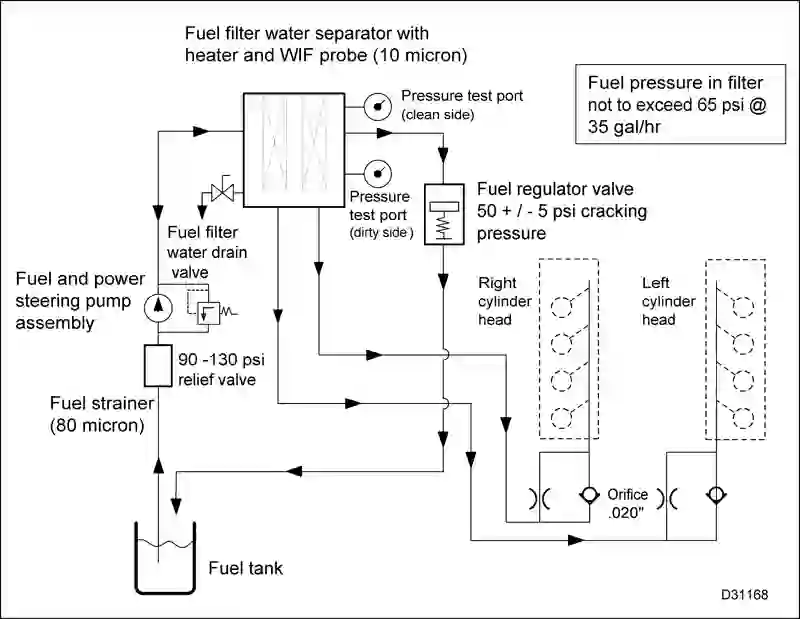 Fuel filter water separator with
heater and WIF probe (10 micron)
Fuel pressure in filter
not to exceed 65 psi @
35 gal/hr
Pressure test port
(clean side)
Pressure
test port
(dirty side )
Fuel regulator valve
50 + / - 5 psi cracking
pressure
Fuel filter
water drain
valve
Fuel and power
steering pump
assembly
Right
cylinder
head
Left
cylinder
head
90 -130 psi
relief valve
Fuel strainer
(80 micron)
Orifice
.020"
Fuel tank
D31168